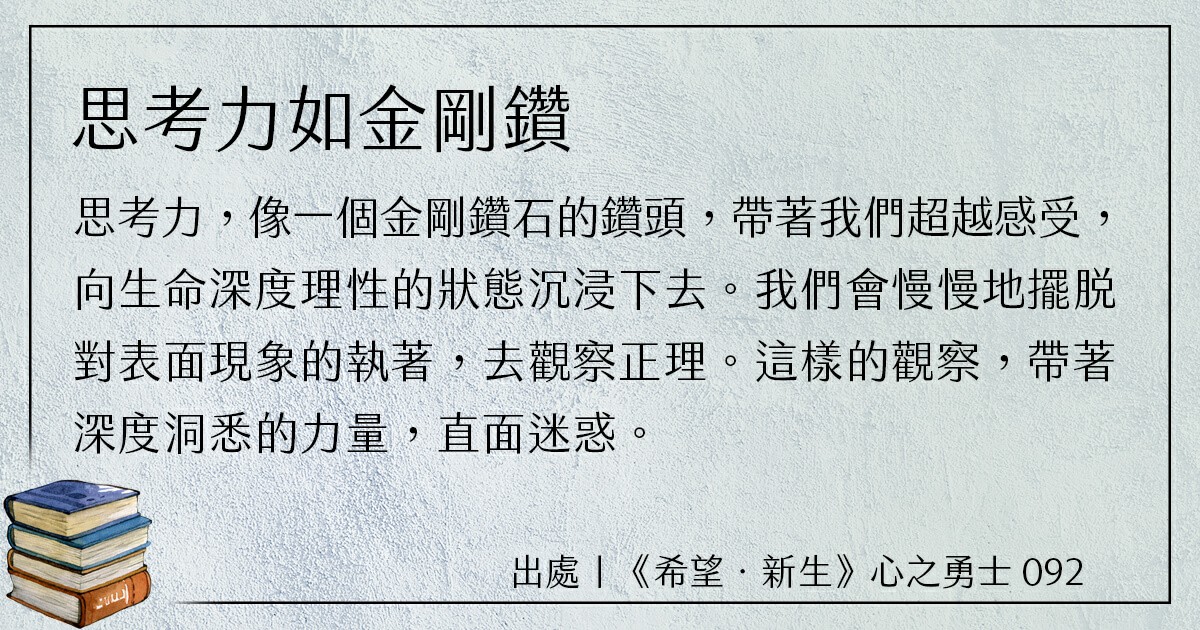 思考力如金剛鑽
思考力，像一個金剛鑽石的鑽頭，帶著我們超越感受，
向生命深度理性的狀態沉浸下去。我們會慢慢地擺脫
對表面現象的執著，去觀察正理。這樣的觀察，帶著
深度洞悉的力量，直面迷惑。
出處〡《希望．新生》心之勇士 092